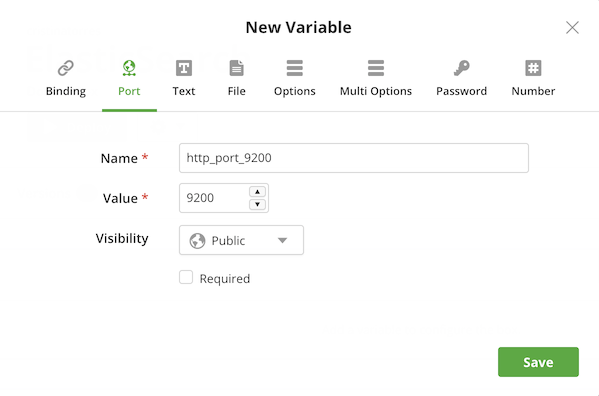 New Variable
Binding Port Text File Options Multi Options Password Number
Name * http_port_9200
Value * 9200
Visibility Public
Required
Save